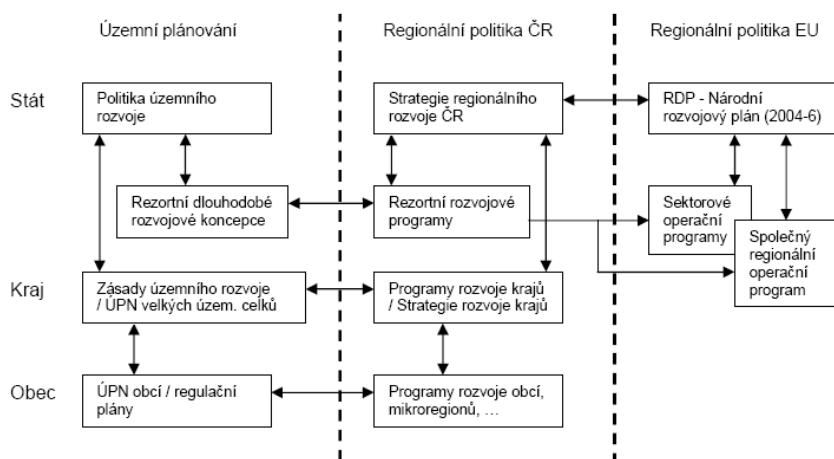 Územní plánování
Regionální politika ČR
Regionální politika EU
Stát
Politika územního
rozvoje
Strategie regionálního
rozvoje ČR
RDP - Národní
rozvojový plán (2004-6)
Rezortní dlouhodobé
rozvojové koncepce
Rezortní rozvojové
programy
Sektorové
operační
programy
Společný
regionální
operační
program
Kraj
Zásady územního rozvoje
/ ÚPN velkých územ. celků
Programy rozvoje krajů
/ Strategie rozvoje krajů
Obec
ÚPN obcí / regulační
plány
Programy rozvoje obcí,
mikroregionů, ...